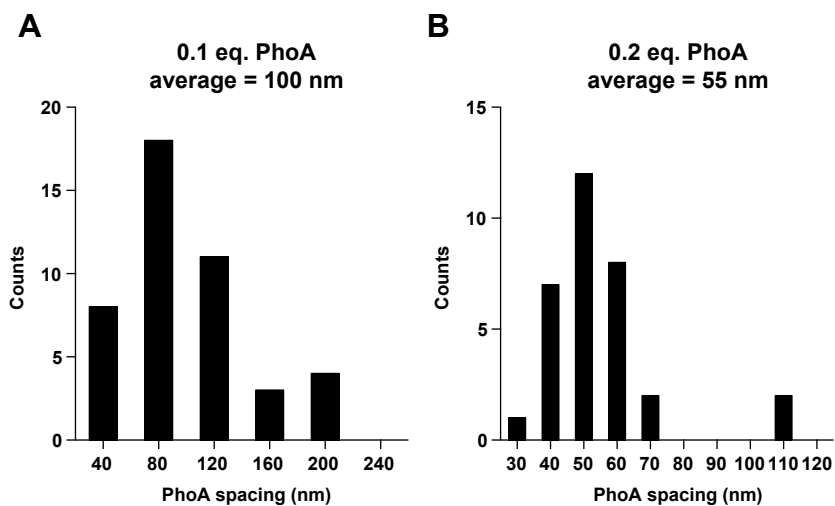 A
0.1 eq. PhoA
average = 100 nm
20
15
10
5
0
Counts
40 80 120 160 200 240
PhoA spacing (nm)
B
0.2 eq. PhoA
average = 55 nm
15
10
5
0
Counts
30 40 50 60 70 80 90 100 110 120
PhoA spacing (nm)